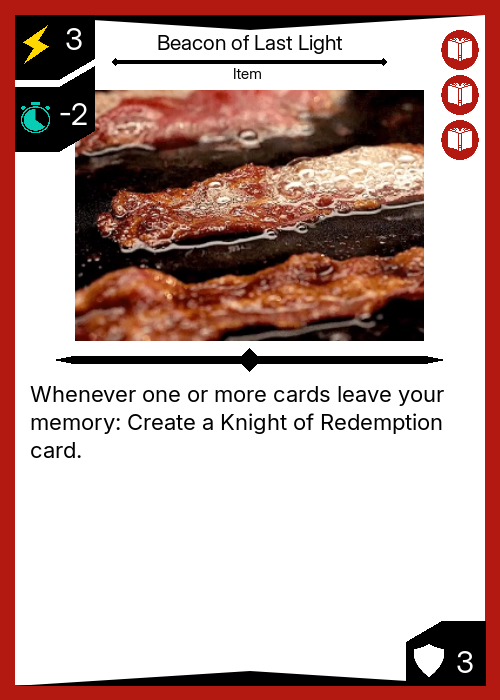 3
Beacon of Last Light
Item
-2
Whenever one or more cards leave your
memory: Create a Knight of Redemption
card.
3